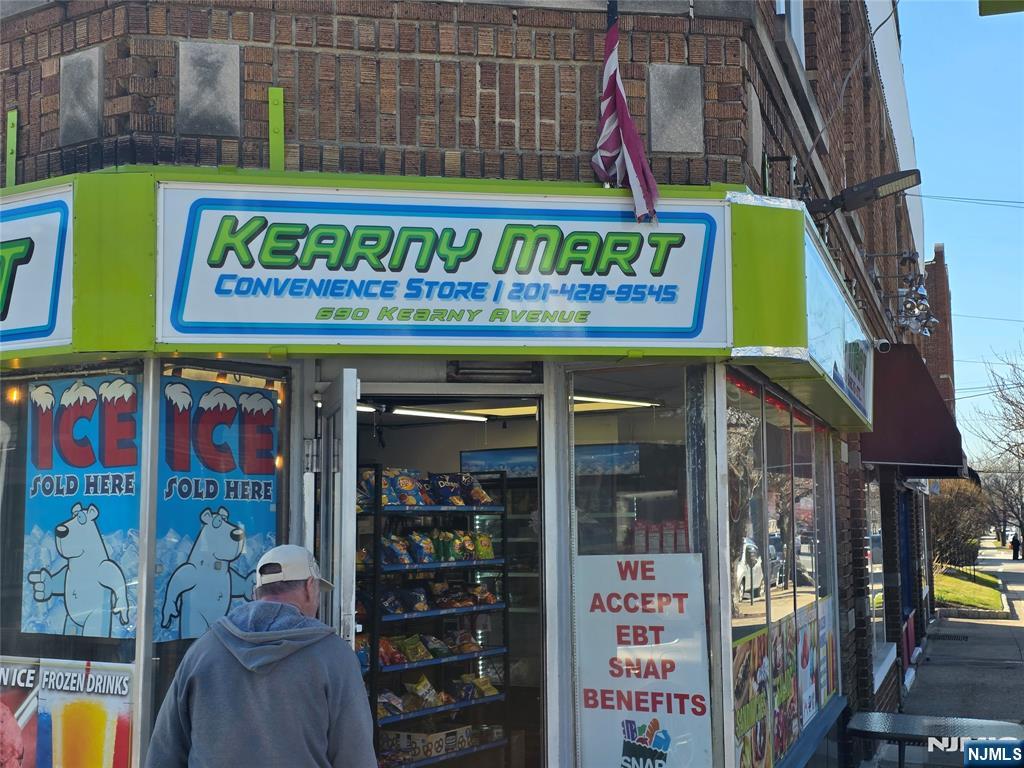 KEARNY MART
CONVENIENCE STORE | 201-428-9545
690 KEARNY AVENUE
ICE
SOLD HERE
ICE
SOLD HERE
N ICE
FROZEN DRINKS
WE
ACCEPT
EBT
SNAP
BENEFITS
SNAP
NJMLS